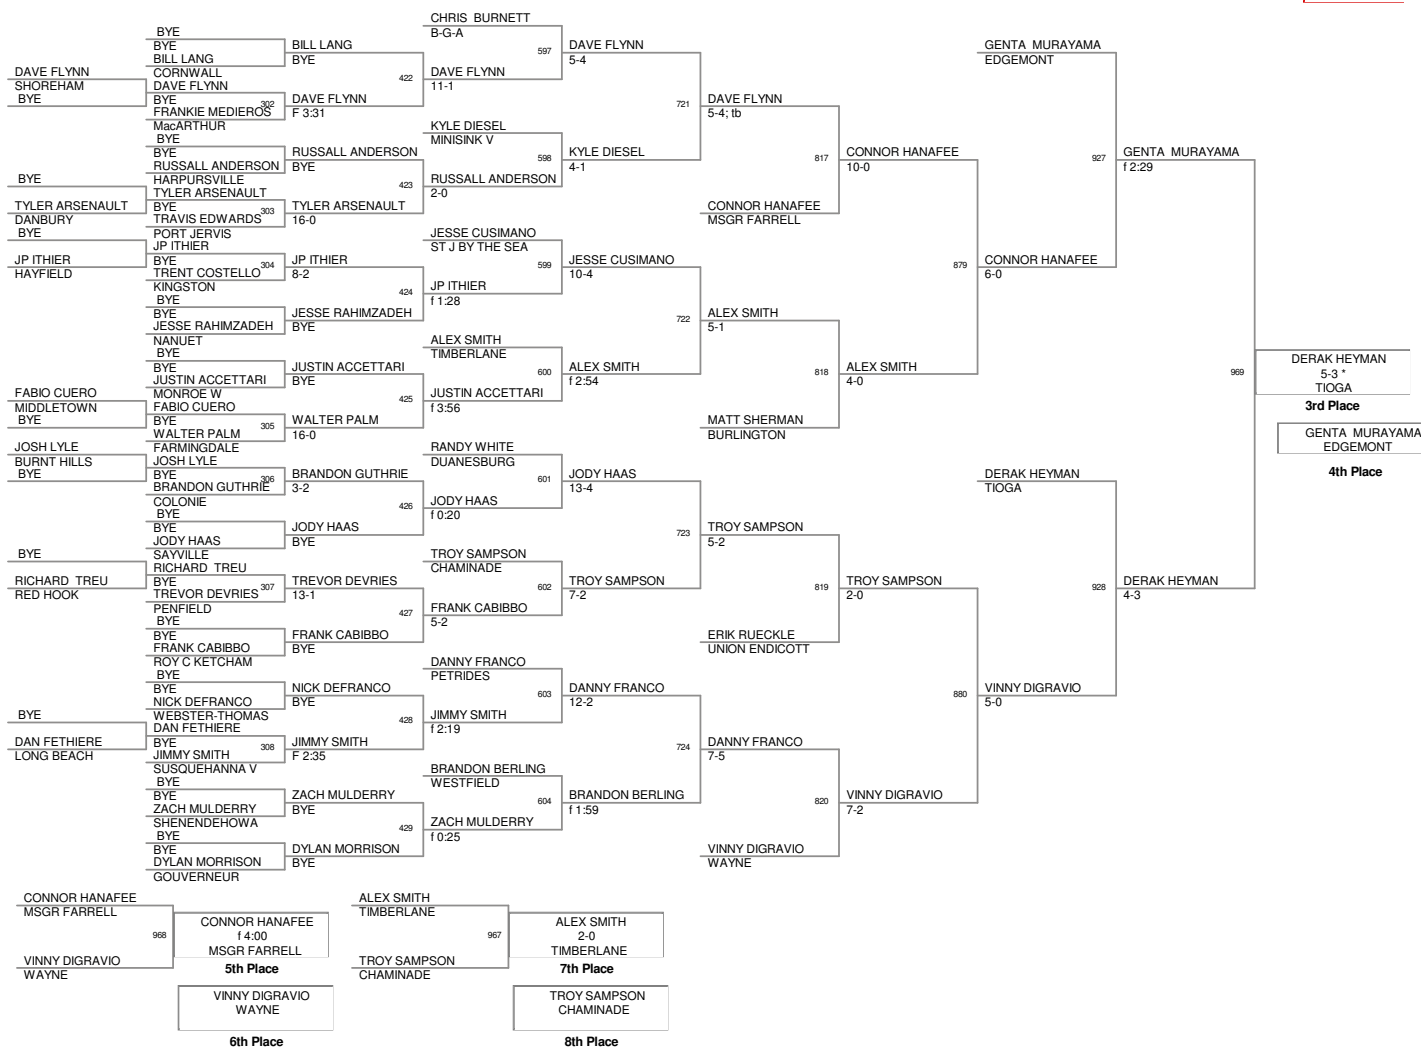 DAVE FLYNN
SHOREHAM
BYE
BYE
TYLER ARSENAULT
DANBURY
BYE
JP ITHIER
HAYFIELD
FABIO CUERO
MIDDLETOWN
BYE
JOSH LYLE
BURNT HILLS
BYE
BYE
RICHARD TREU
RED HOOK
BYE
DAN FETHIERE
LONG BEACH
BYE
BYE
BILL LANG
CORNWALL
DAVE FLYNN
BYE
302
FRANKIE MEDIEROS
MacARTHUR
BYE
BYE
RUSSALL ANDERSON
HARPURSVILLE
TYLER ARSENAULT
BYE
303
TRAVIS EDWARDS
PORT JERVIS
JP ITHIER
BYE
304
TRENT COSTELLO
KINGSTON
BYE
BYE
JESSE RAHIMZADEH
NANUET
BYE
BYE
JUSTIN ACCETTARI
MONROE W
FABIO CUERO
BYE
305
WALTER PALM
FARMINGDALE
JOSH LYLE
BYE
306
BRANDON GUTHRIE
COLONIE
BYE
BYE
JODY HAAS
SAYVILLE
RICHARD TREU
BYE
307
TREVOR DEVRIES
PENFIELD
BYE
BYE
FRANK CABIBBO
ROY C KETCHAM
BYE
BYE
NICK DEFRANCO
WEBSTER-THOMAS
DAN FETHIERE
BYE
308
JIMMY SMITH
SUSQUEHANNA V
BYE
BYE
ZACH MULDERRY
SHENENDEHOWA
BYE
BYE
DYLAN MORRISON
GOUVERNEUR
BILL LANG
BYE
422
DAVE FLYNN
F 3:31
RUSSALL ANDERSON
BYE
423
TYLER ARSENAULT
16-0
JP ITHIER
8-2
424
JESSE RAHIMZADEH
BYE
JUSTIN ACCETTARI
BYE
425
WALTER PALM
16-0
BRANDON GUTHRIE
3-2
426
JODY HAAS
BYE
TREVOR DEVRIES
13-1
427
FRANK CABIBBO
BYE
NICK DEFRANCO
BYE
428
JIMMY SMITH
F 2:35
ZACH MULDERRY
BYE
429
DYLAN MORRISON
BYE
CHRIS BURNETT
B-G-A
597
DAVE FLYNN
11-1
KYLE DIESEL
MINISINK V
598
RUSSALL ANDERSON
2-0
JESSE CUSIMANO
ST J BY THE SEA
599
JP ITHIER
f 1:28
ALEX SMITH
TIMBERLANE
600
JUSTIN ACCETTARI
f 3:56
RANDY WHITE
DUANESBURG
601
JODY HAAS
f 0:20
TROY SAMPSON
CHAMINADE
602
FRANK CABIBBO
5-2
DANNY FRANCO
PETRIDES
603
JIMMY SMITH
f 2:19
BRANDON BERLING
WESTFIELD
604
ZACH MULDERRY
f 0:25
DAVE FLYNN
5-4
721
KYLE DIESEL
4-1
JESSE CUSIMANO
10-4
722
ALEX SMITH
f 2:54
JODY HAAS
13-4
723
TROY SAMPSON
7-2
DANNY FRANCO
12-2
724
BRANDON BERLING
f 1:59
DAVE FLYNN
5-4; tb
817
CONNOR HANAFEE
MSGR FARRELL
ALEX SMITH
5-1
818
MATT SHERMAN
BURLINGTON
TROY SAMPSON
5-2
819
ERIK RUECKLE
UNION ENDICOTT
DANNY FRANCO
7-5
820
VINNY DIGRAVIO
WAYNE
CONNOR HANAFEE
10-0
879
ALEX SMITH
4-0
TROY SAMPSON
2-0
880
VINNY DIGRAVIO
7-2
GENTA MURAYAMA
EDGEMONT
927
CONNOR HANAFEE
6-0
DERAK HEYMAN
TIOGA
928
VINNY DIGRAVIO
5-0
GENTA MURAYAMA
f 2:29
969
DERAK HEYMAN
4-3
DERAK HEYMAN
5-3 *
TIOGA
3rd Place
GENTA MURAYAMA
EDGEMONT
4th Place
CONNOR HANAFEE
MSGR FARRELL
968
VINNY DIGRAVIO
WAYNE
CONNOR HANAFEE
f 4:00
MSGR FARRELL
5th Place
VINNY DIGRAVIO
WAYNE
6th Place
ALEX SMITH
TIMBERLANE
967
TROY SAMPSON
CHAMINADE
ALEX SMITH
2-0
TIMBERLANE
7th Place
TROY SAMPSON
CHAMINADE
8th Place